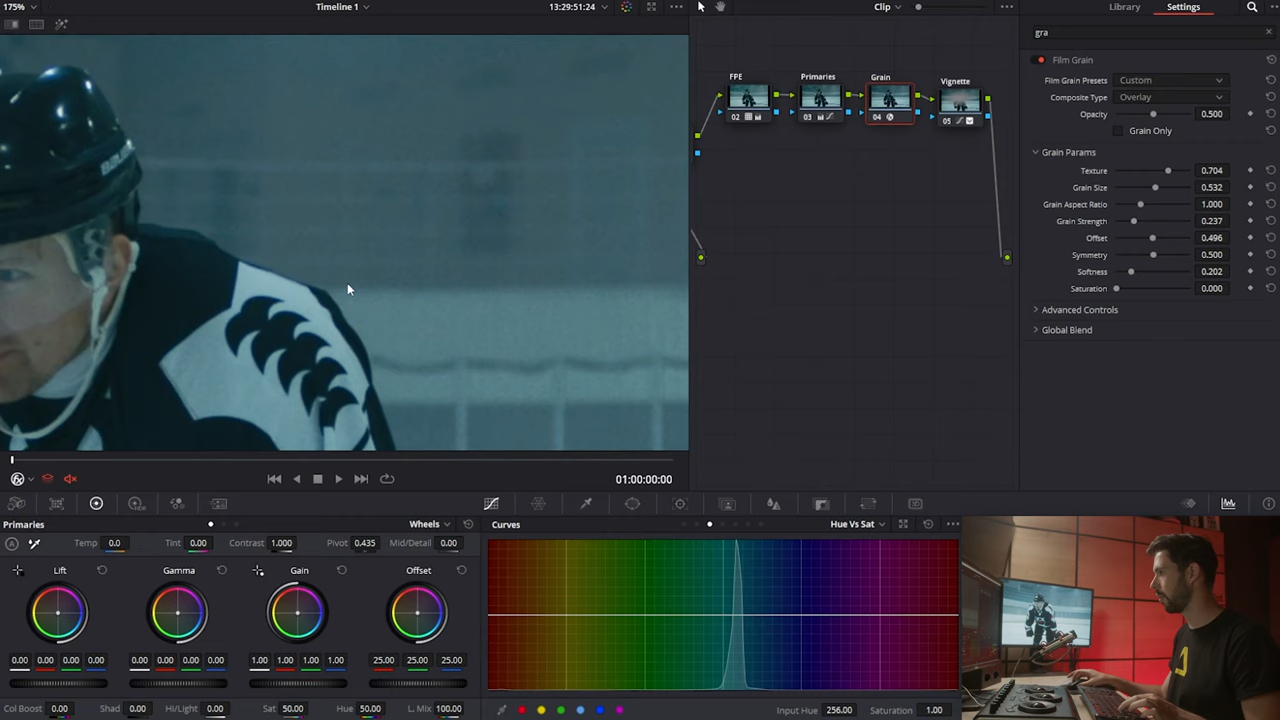 175%
Timeline 1
13:29:51:24
Clip
Library
Settings
gra
Film Grain
Film Grain Presets Custom
Composite Type Overlay
Opacity 0.500
Grain Only
Grain Params
Texture 0.704
Grain Size 0.532
Grain Aspect Ratio 1.000
Grain Strength 0.237
Offset 0.496
Symmetry 0.500
Softness 0.202
Saturation 0.000
Advanced Controls
Global Blend
FPE
Primaries
Grain
Vignette
02
03
04
05
01:00:00:00
Primaries
Wheels
Temp 0.0 Tint 0.00 Contrast 1.000 Pivot 0.435 Mid/Detail 0.00
Lift Gamma Gain Offset
0.00 0.00 0.00 0.00 0.00 0.00 0.00 0.00 1.00 1.00 1.00 1.00 25.00 25.00 25.00
Col Boost 0.00 Shad 0.00 Hi/Light 0.00 Sat 50.00 Hue 50.00 L. Mix 100.00
Curves
Hue Vs Sat
Input Hue 256.00 Saturation 1.00